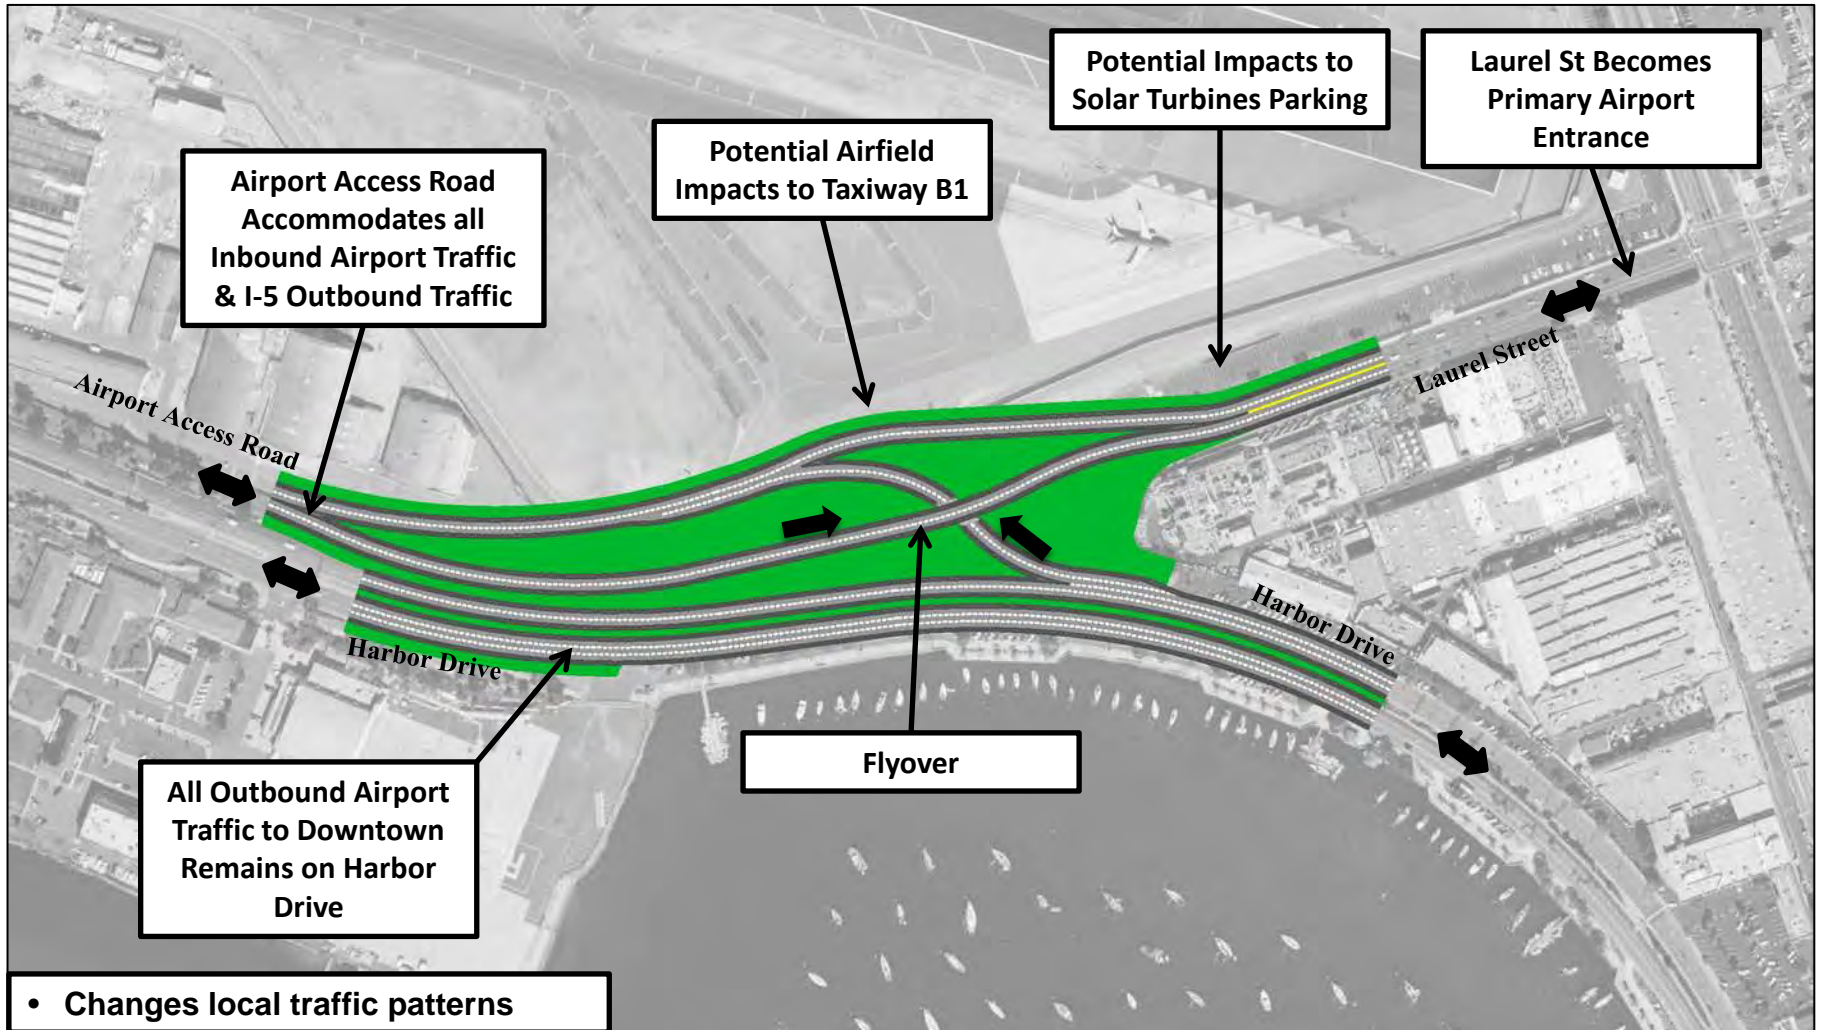 Potential Impacts to
Solar Turbines Parking
Laurel St Becomes
Primary Airport
Entrance
Potential Airfield
Impacts to Taxiway B1
Airport Access Road
Accommodates all
Inbound Airport Traffic
& I-5 Outbound Traffic
Laurel Street
Airport Access Road
Harbor Drive
Harbor Drive
Flyover
All Outbound Airport
Traffic to Downtown
Remains on Harbor
Drive
• Changes local traffic patterns